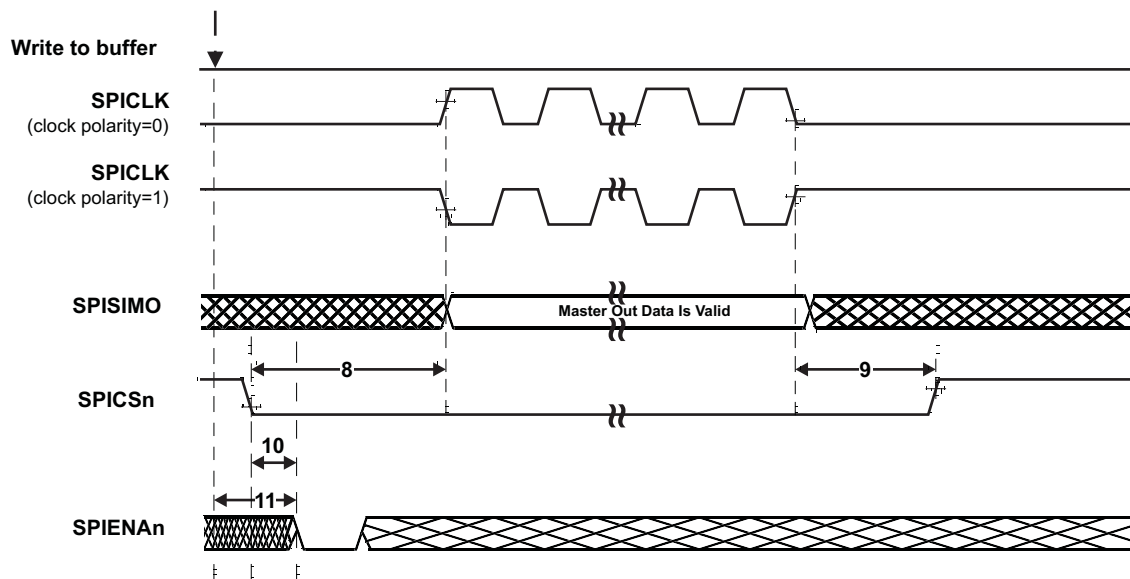 Write to buffer
SPICLK
(clock polarity=0)
SPICLK
(clock polarity=1)
SPISIMO
Master Out Data Is Valid
8
9
SPICSn
10
11
SPIENAn